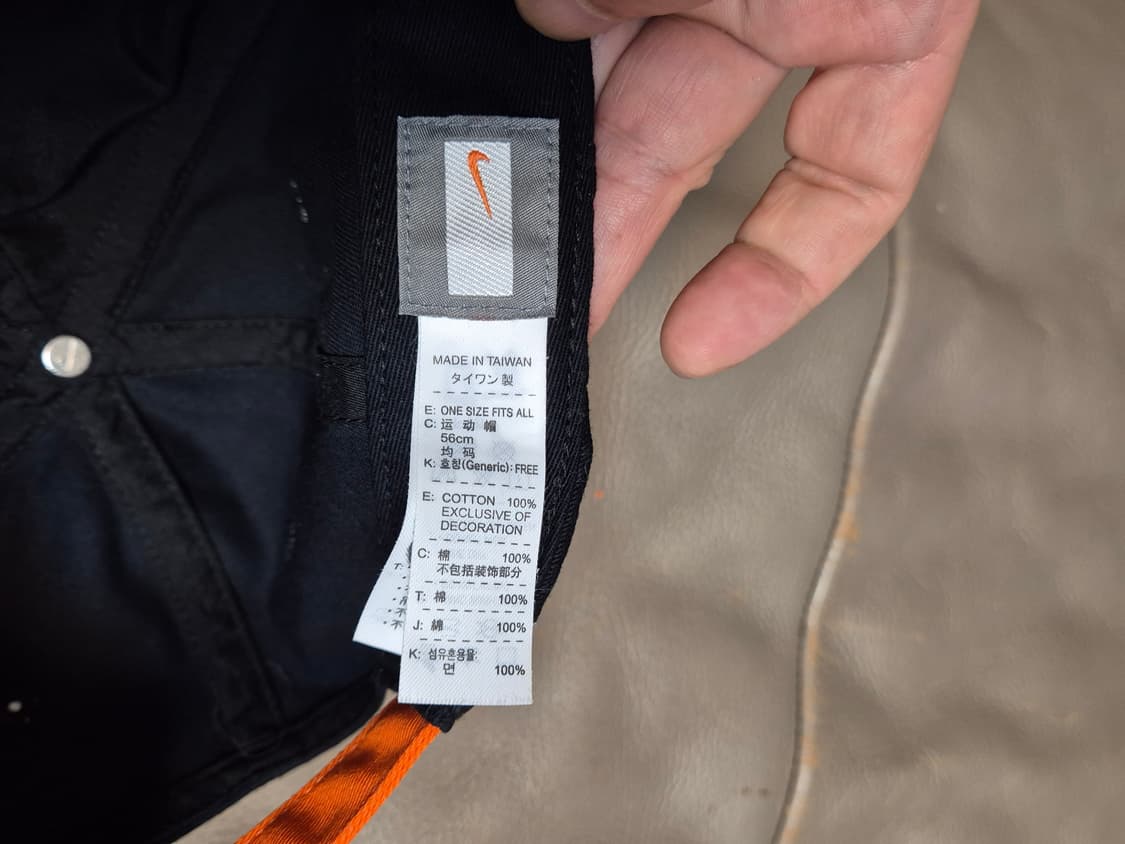 MADE IN TAIWAN
タイワン製
E: ONE SIZE FITS ALL
C: 运动帽
56cm
均码
K: 호칭(Generic): FREE
E: COTTON 100%
EXCLUSIVE OF
DECORATION
C: 棉 100%
不包括装饰部分
T: 棉 100%
J: 綿 100%
K: 섬유혼용율:
면 100%